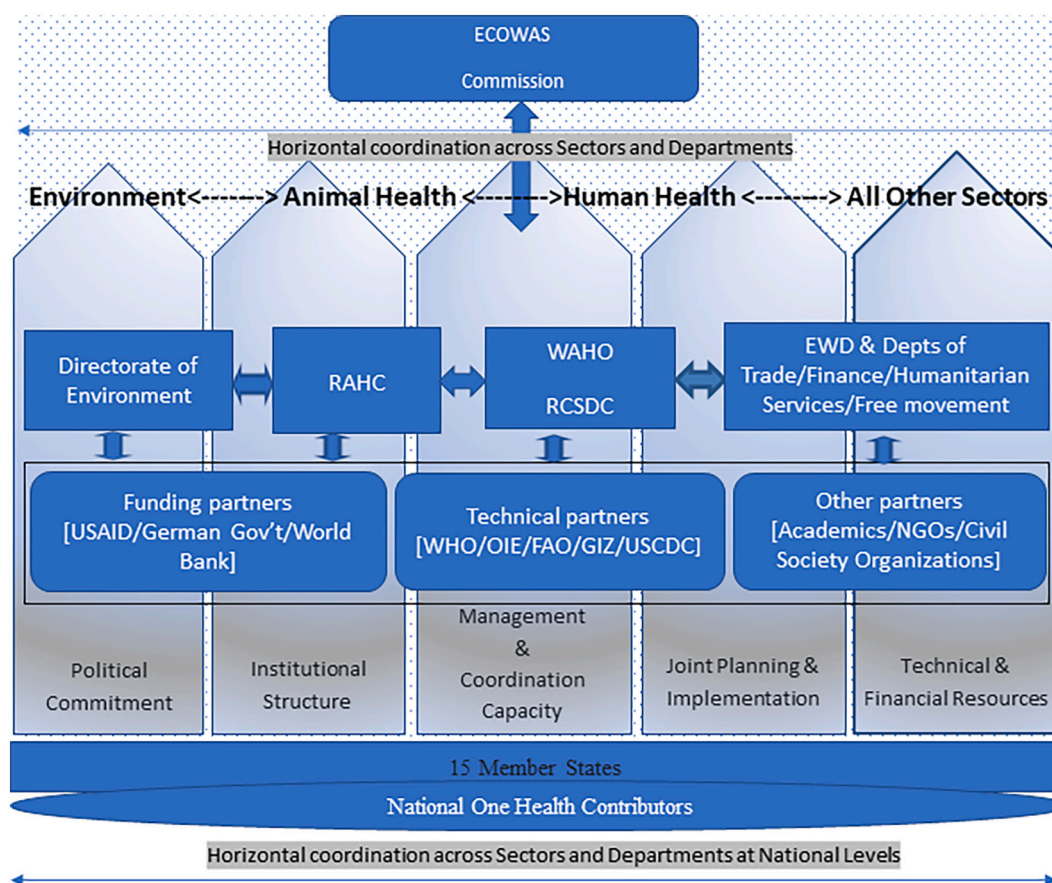 ECOWAS
Commission
Horizontal coordination across Sectors and Departments
Environment<-------> Animal Health <-------->Human Health <-------> All Other Sectors
Directorate of
Environment
RAHC
WAHO
RCSDC
EWD & Depts of
Trade/Finance/Humanitarian
Services/Free movement
Funding partners
[USAID/German Gov't/World
Bank]
Technical partners
[WHO/OIE/FAO/GIZ/USCDC]
Other partners
[Academics/NGOs/Civil
Society Organizations]
Political
Commitment
Institutional
Structure
Management
&
Coordination
Capacity
Joint Planning &
Implementation
Technical &
Financial Resources
15 Member States
National One Health Contributors
Horizontal coordination across Sectors and Departments at National Levels